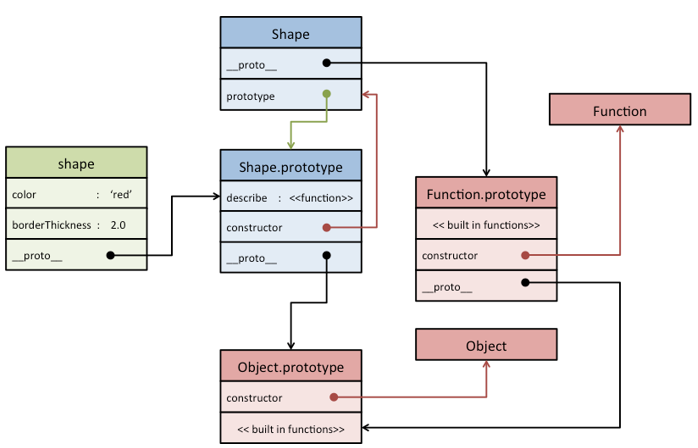 Shape
__proto__
prototype
Function
shape
color : ‘red’
borderThickness : 2.0
__proto__
Shape.prototype
describe : <<function>>
constructor
__proto__
Function.prototype
<< built in functions>>
constructor
__proto__
Object
Object.prototype
constructor
<< built in functions>>